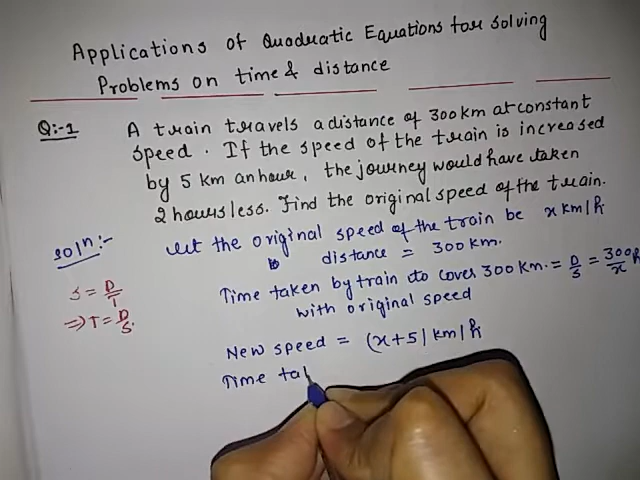 Applications of Quadratic Equations for solving
Problems on time & distance
Q:-1 A train travels a distance of 300 km at constant
speed. If the speed of the train is increased
by 5 km an hour, the journey would have taken
2 hours less. Find the original speed of the train.
Soln:- Let the original speed of the train be x km/h
distance = 300 km.
S = D/T
⇒ T = D/S.
Time taken by train to cover 300 km. = D/S = 300/x h
with original speed
New speed = (x+5) km/h
Time ta